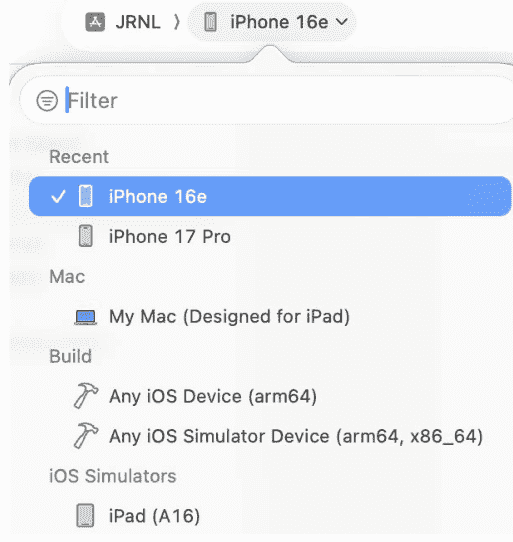 JRNL 〉 iPhone 16e
Filter
Recent
iPhone 16e
iPhone 17 Pro
Mac
My Mac (Designed for iPad)
Build
Any iOS Device (arm64)
Any iOS Simulator Device (arm64, x86_64)
iOS Simulators
iPad (A16)